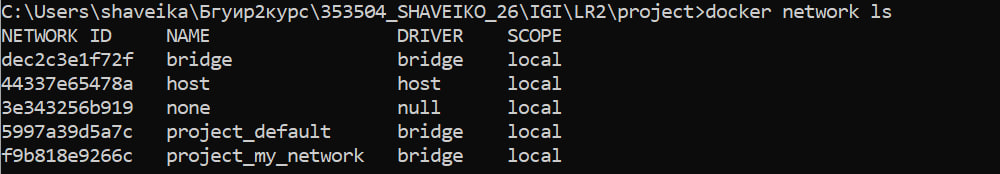 C:\Users\shaveika\Бгуир2курс\353504_SHAVEIKO_26\IGI\LR2\project>docker network ls
NETWORK ID     NAME                 DRIVER    SCOPE
dec2c3e1f72f   bridge               bridge    local
44337e65478a   host                 host      local
3e343256b919   none                 null      local
5997a39d5a7c   project_default      bridge    local
f9b818e9266c   project_my_network   bridge    local